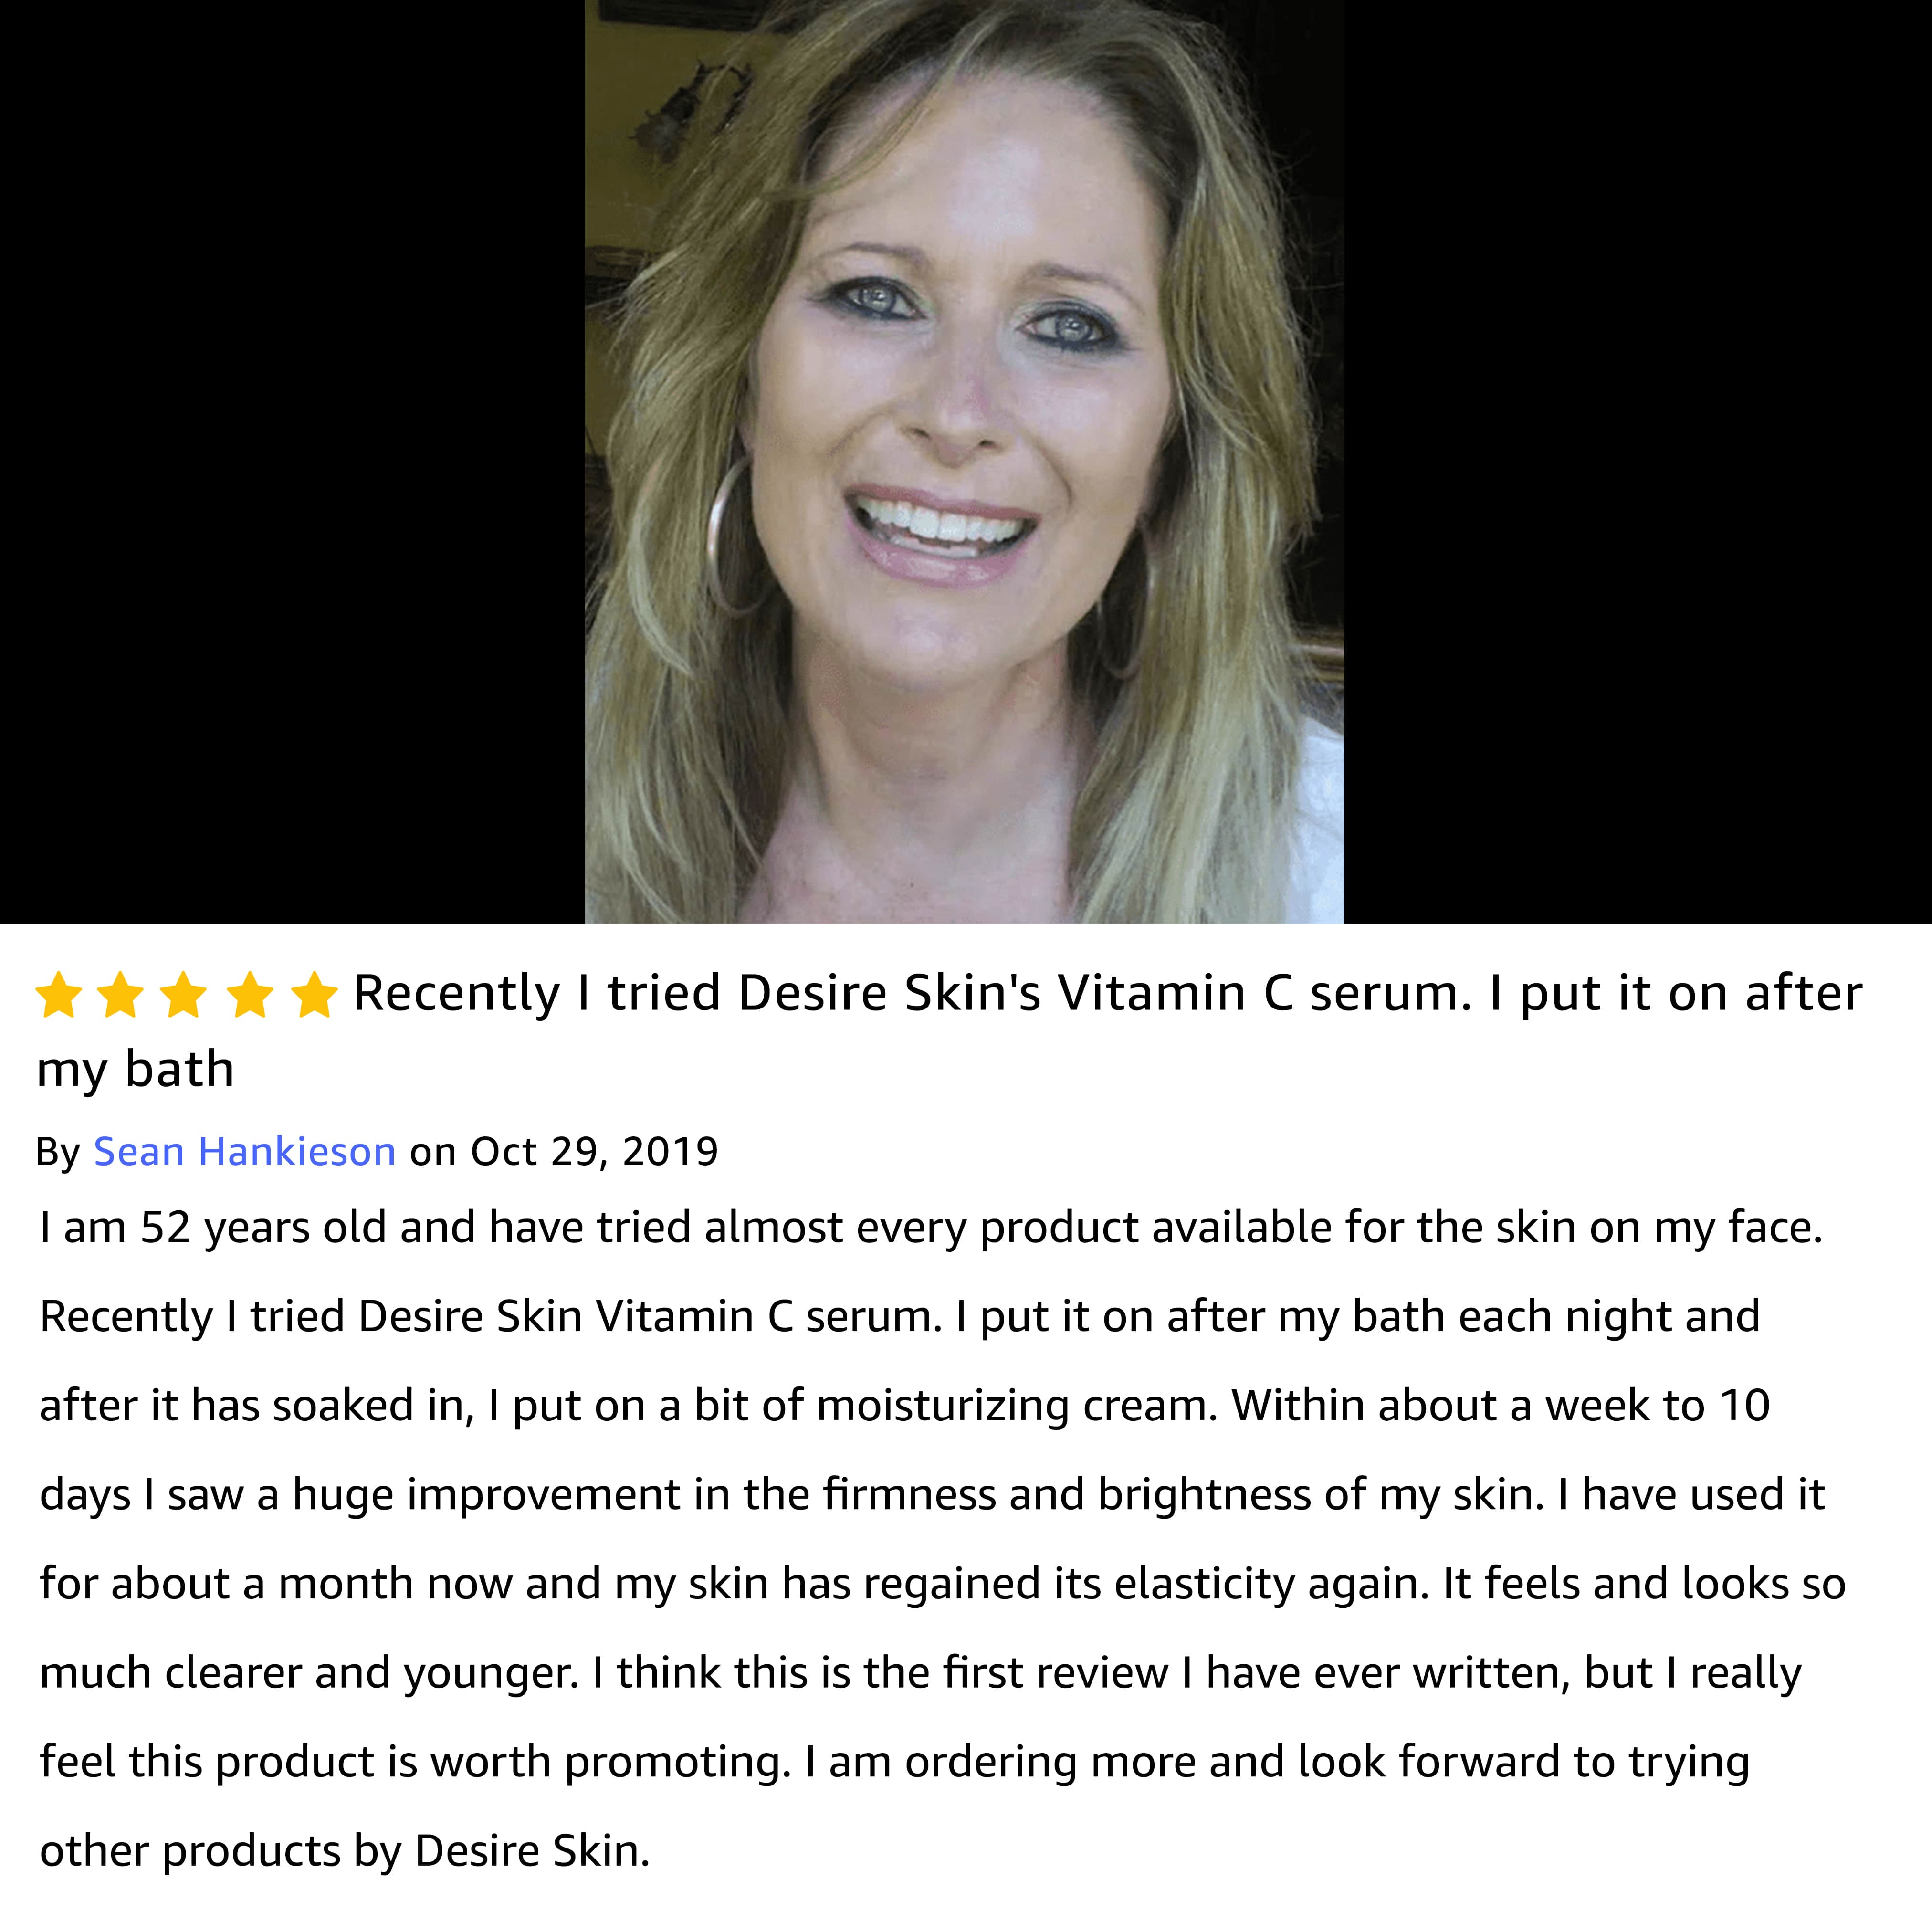 Recently I tried Desire Skin's Vitamin C serum. I put it on after
my bath
By Sean Hankieson on Oct 29, 2019
I am 52 years old and have tried almost every product available for the skin on my face.
Recently I tried Desire Skin Vitamin C serum. I put it on after my bath each night and
after it has soaked in, I put on a bit of moisturizing cream. Within about a week to 10
days I saw a huge improvement in the firmness and brightness of my skin. I have used it
for about a month now and my skin has regained its elasticity again. It feels and looks so
much clearer and younger. I think this is the first review I have ever written, but I really
feel this product is worth promoting. I am ordering more and look forward to trying
other products by Desire Skin.